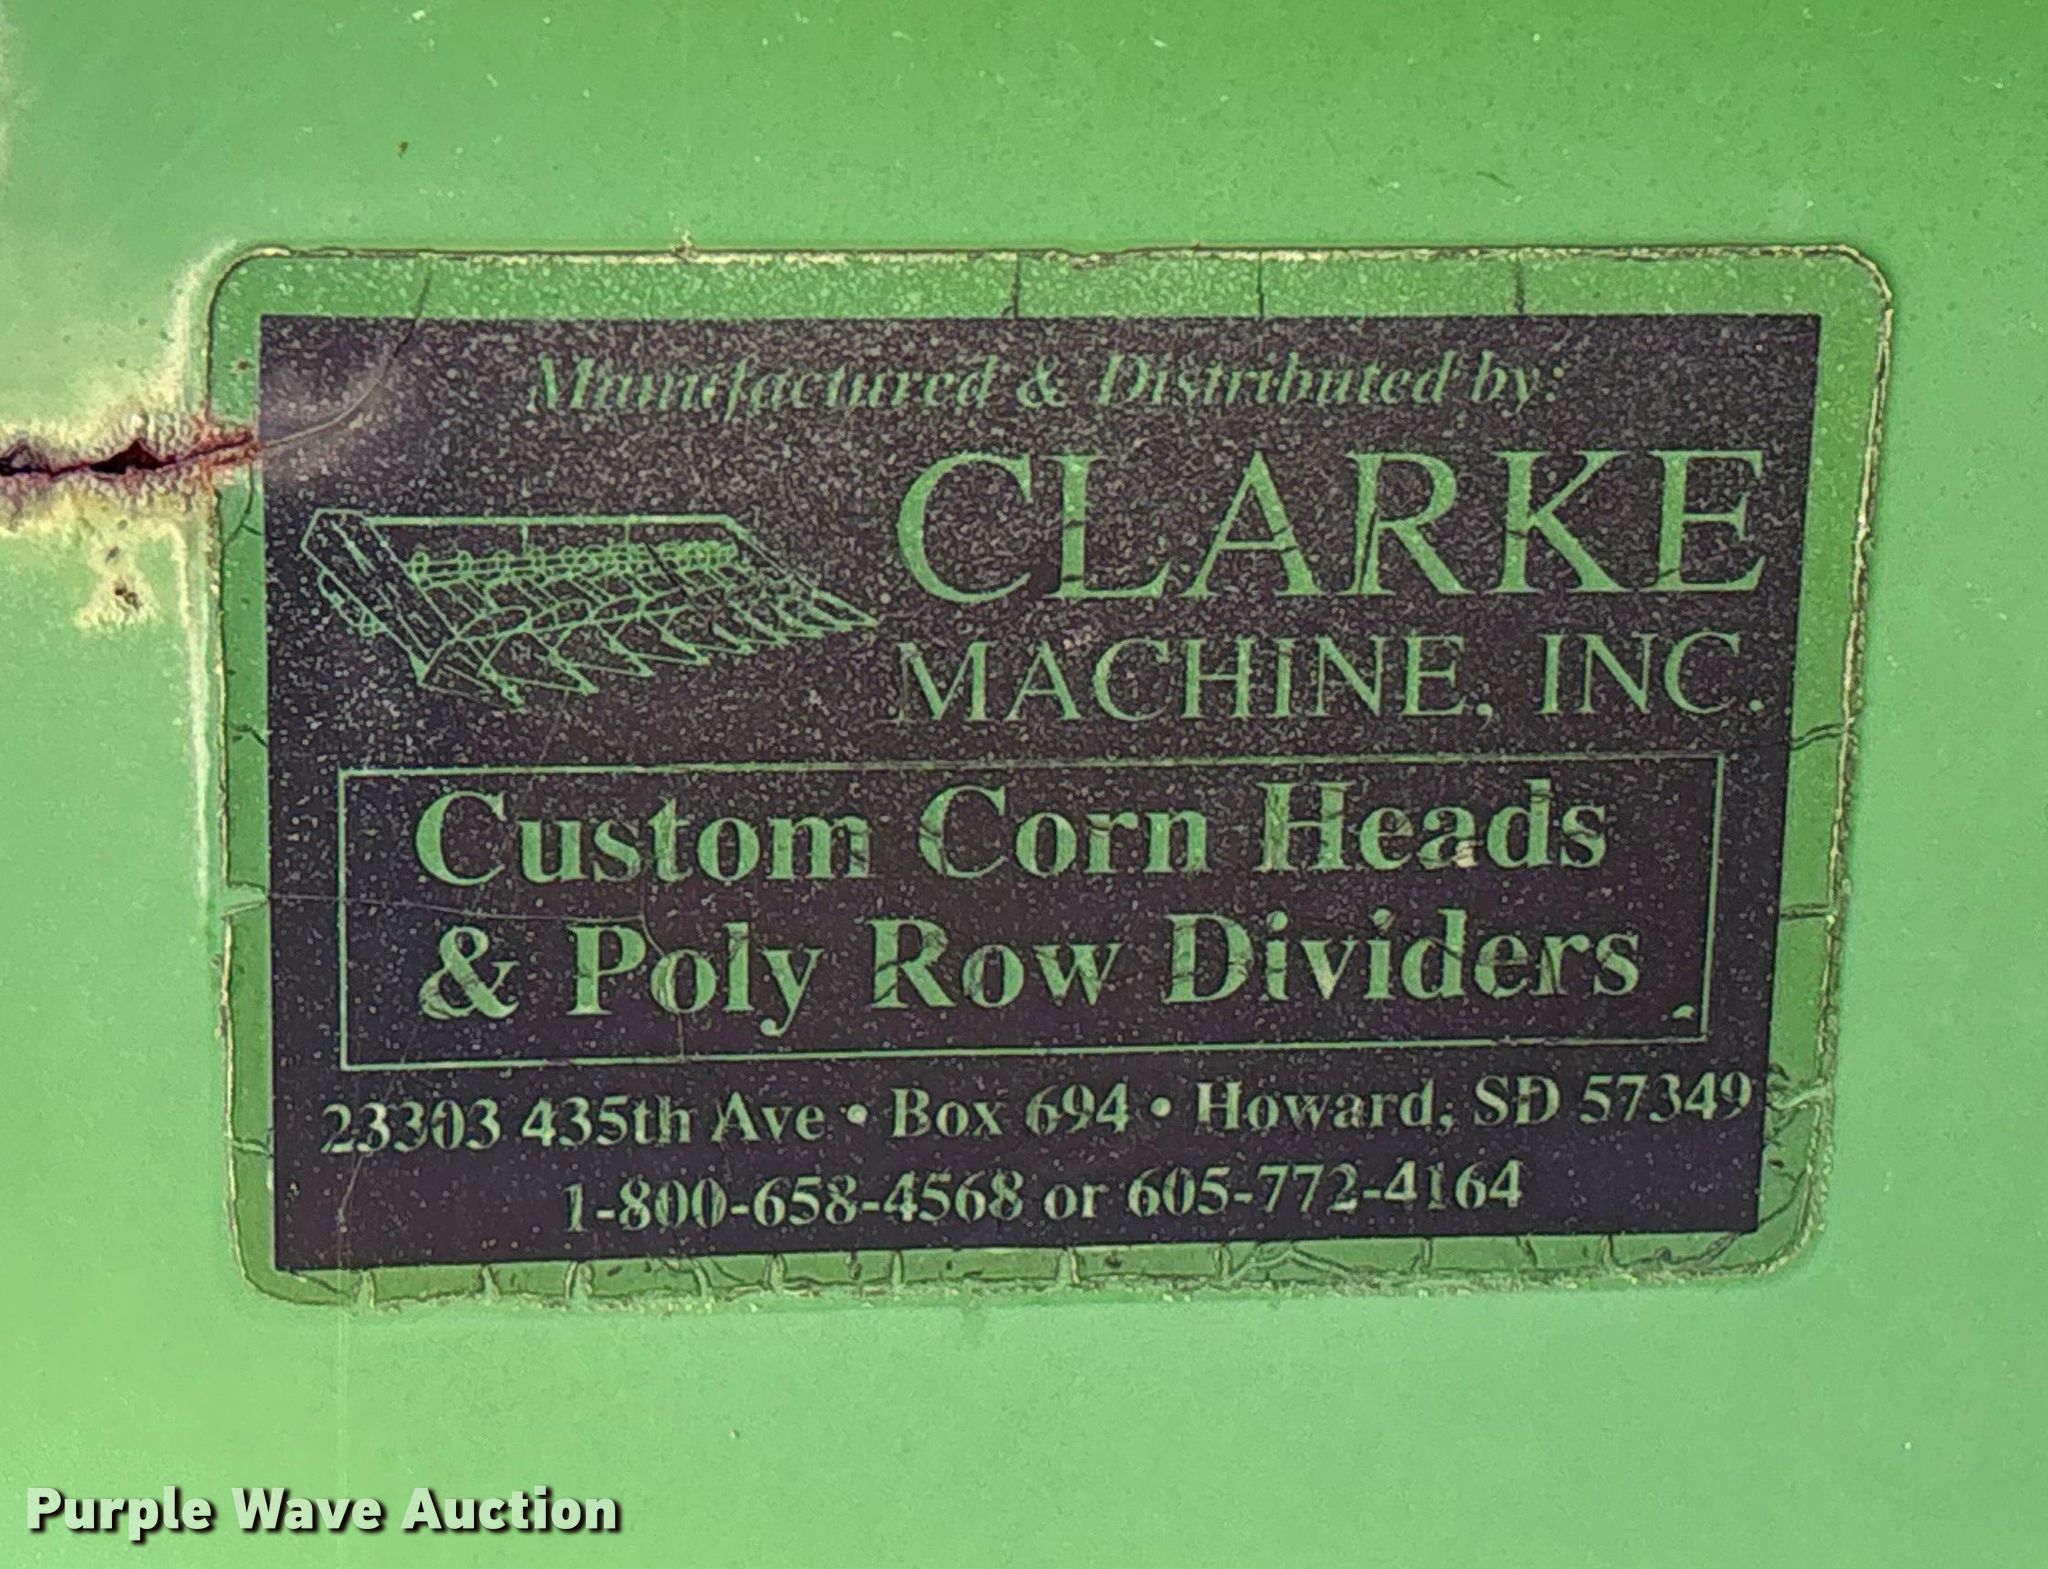 Manufactured & Distributed by:
CLARKE
MACHINE, INC.
Custom Corn Heads
& Poly Row Dividers
23303 435th Ave • Box 694 • Howard, SD 57349
1-800-658-4568 or 605-772-4164
Purple Wave Auction